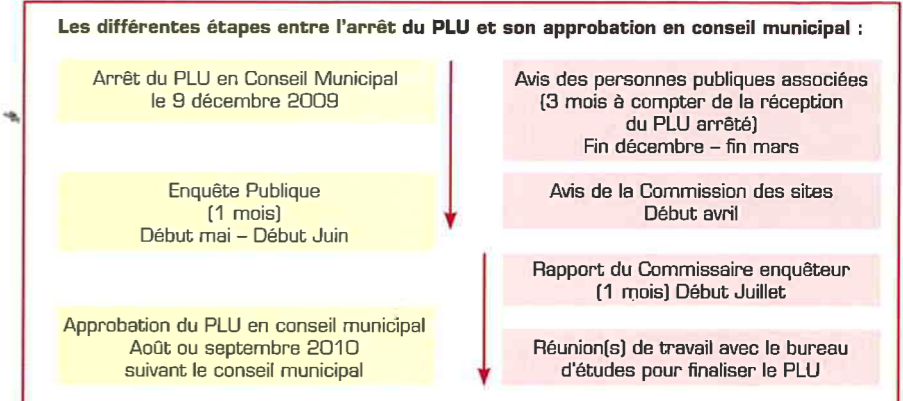 Les différentes étapes entre l'arrêt du PLU et son approbation en conseil municipal :
Arrêt du PLU en Conseil Municipal
le 9 décembre 2009
Avis des personnes publiques associées
(3 mois à compter de la réception
du PLU arrêté)
Fin décembre – fin mars
Enquête Publique
(1 mois)
Début mai – Début Juin
Avis de la Commission des sites
Début avril
Rapport du Commissaire enquêteur
(1 mois) Début Juillet
Approbation du PLU en conseil municipal
Août ou septembre 2010
suivant le conseil municipal
Réunion(s) de travail avec le bureau
d'études pour finaliser le PLU